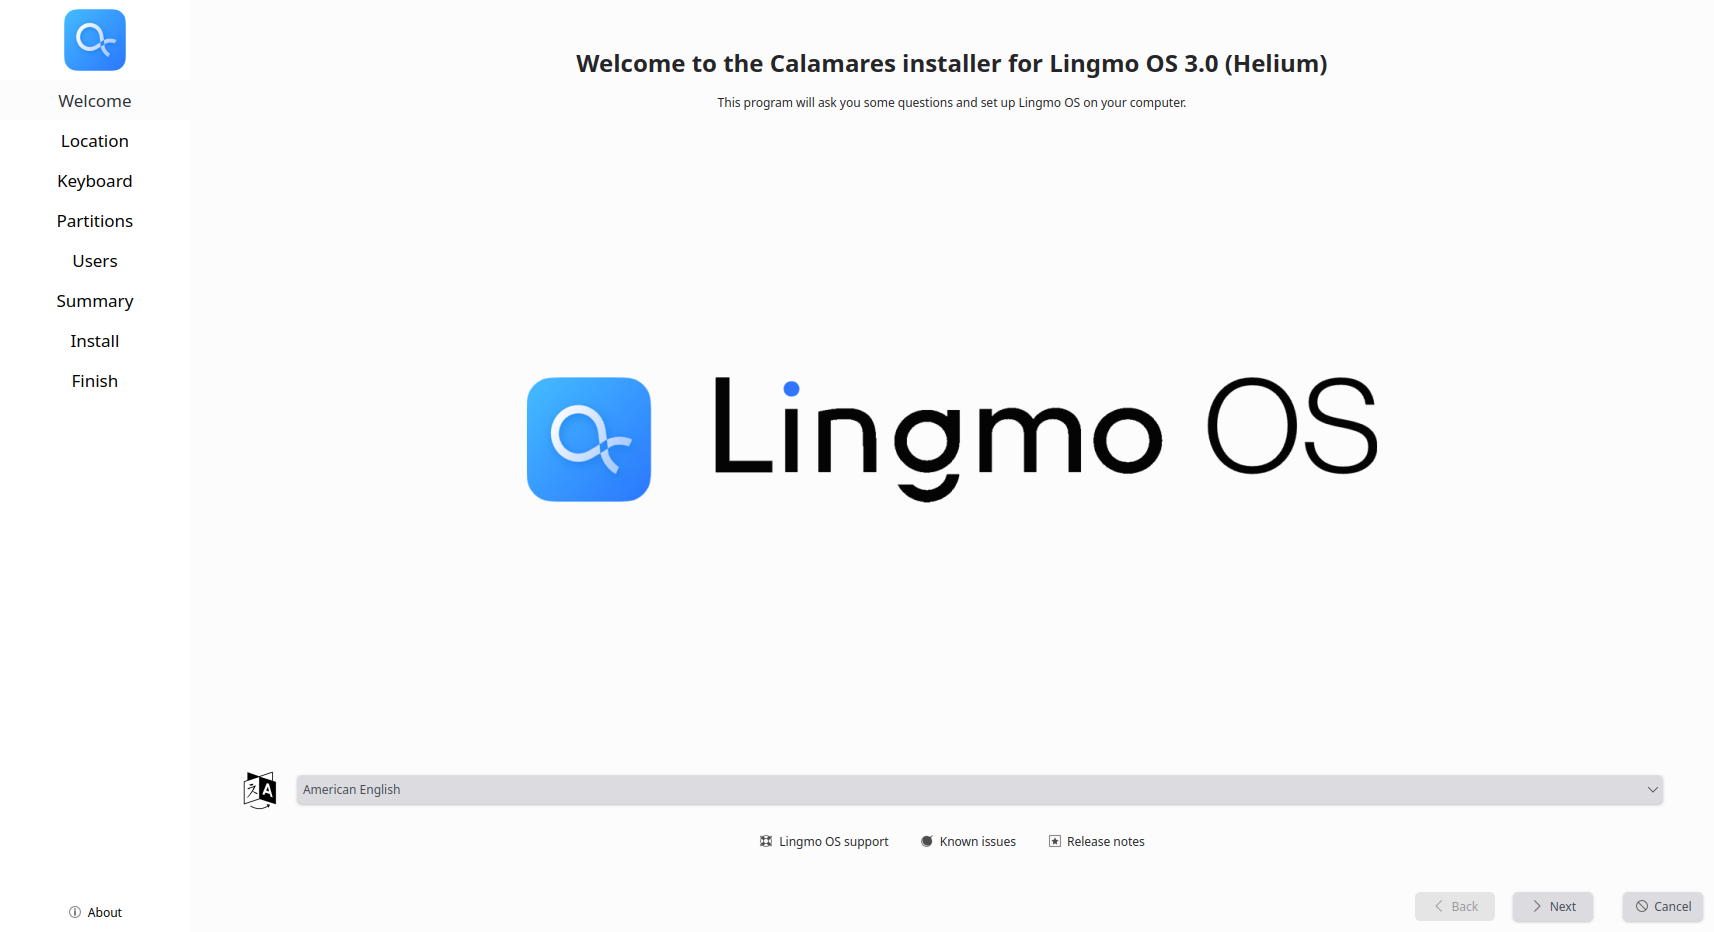 Welcome
Location
Keyboard
Partitions
Users
Summary
Install
Finish
About
Welcome to the Calamares installer for Lingmo OS 3.0 (Helium)
This program will ask you some questions and set up Lingmo OS on your computer.
Lingmo OS
American English
Lingmo OS support
Known issues
Release notes
Back
Next
Cancel